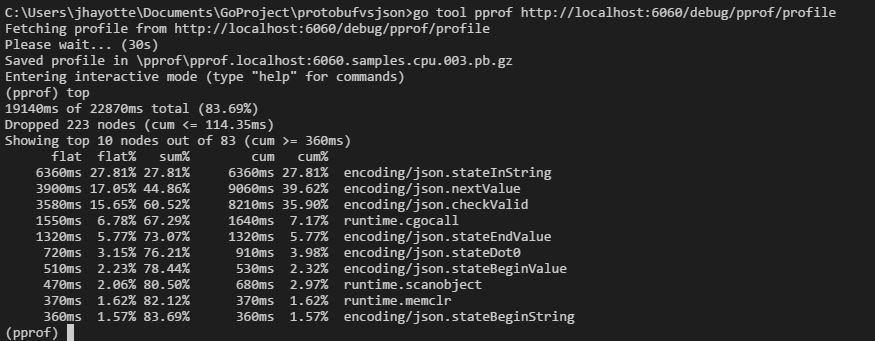 C:\Users\jhayotte\Documents\GoProject\protobufvsjson>go tool pprof http://localhost:6060/debug/pprof/profile
Fetching profile from http://localhost:6060/debug/pprof/profile
Please wait... (30s)
Saved profile in \pprof\pprof.localhost:6060.samples.cpu.003.pb.gz
Entering interactive mode (type "help" for commands)
(pprof) top
19140ms of 22870ms total (83.69%)
Dropped 223 nodes (cum <= 114.35ms)
Showing top 10 nodes out of 83 (cum >= 360ms)
      flat  flat%   sum%        cum   cum%
    6360ms 27.81% 27.81%     6360ms 27.81%  encoding/json.stateInString
    3900ms 17.05% 44.86%     9060ms 39.62%  encoding/json.nextValue
    3580ms 15.65% 60.52%     8210ms 35.90%  encoding/json.checkValid
    1550ms  6.78% 67.29%     1640ms  7.17%  runtime.cgocall
    1320ms  5.77% 73.07%     1320ms  5.77%  encoding/json.stateEndValue
     720ms  3.15% 76.21%      910ms  3.98%  encoding/json.stateDot0
     510ms  2.23% 78.44%      530ms  2.32%  encoding/json.stateBeginValue
     470ms  2.06% 80.50%      680ms  2.97%  runtime.scanobject
     370ms  1.62% 82.12%      370ms  1.62%  runtime.memclr
     360ms  1.57% 83.69%      360ms  1.57%  encoding/json.stateBeginString
(pprof)